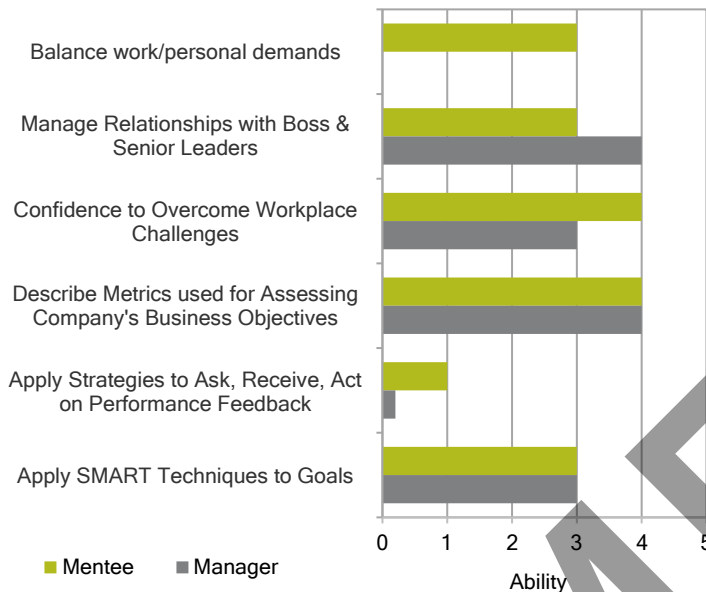 Balance work/personal demands
Manage Relationships with Boss &
Senior Leaders
Confidence to Overcome Workplace
Challenges
Describe Metrics used for Assessing
Company's Business Objectives
Apply Strategies to Ask, Receive, Act
on Performance Feedback
Apply SMART Techniques to Goals
0 1 2 3 4 5
Mentee Manager
Ability